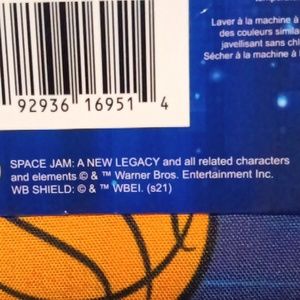 Laver à la machine à
des couleurs simila
javellisant sans chl
Sécher à la machine à
92936 16951 4
SPACE JAM: A NEW LEGACY and all related characters
and elements © & ™ Warner Bros. Entertainment Inc.
WB SHIELD: © & ™ WBEI. (s21)